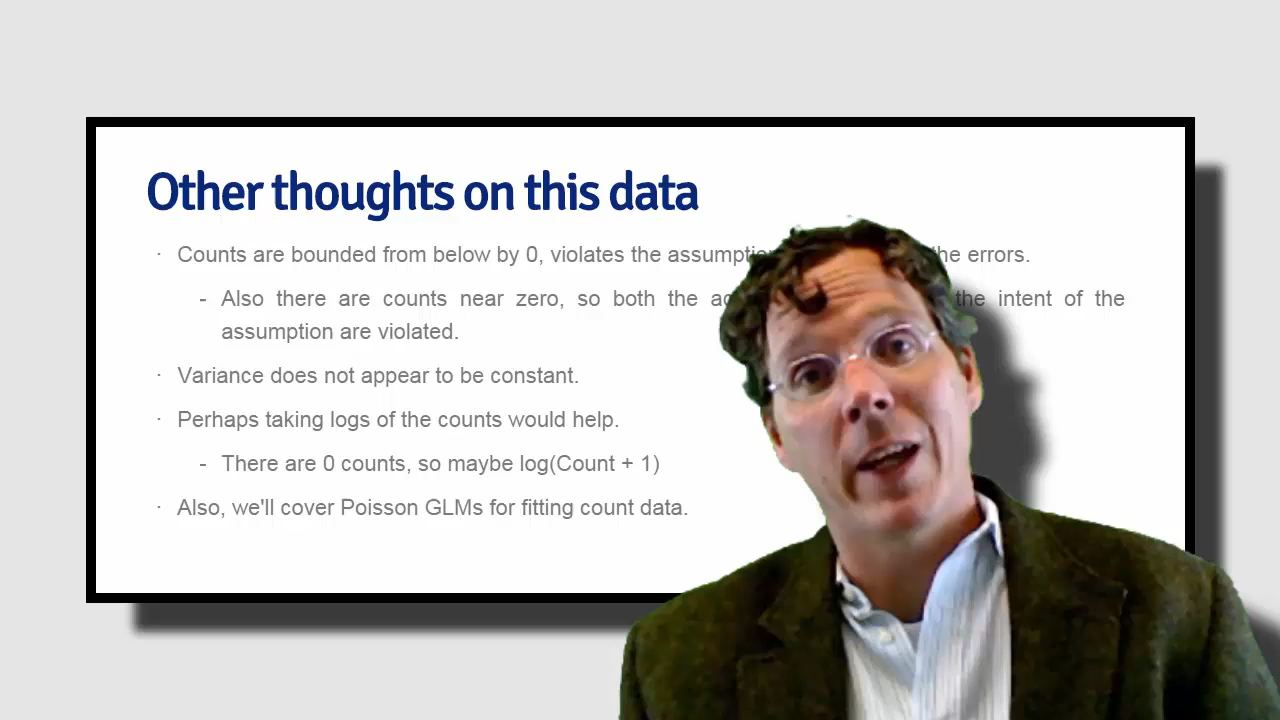 Other thoughts on this data
· Counts are bounded from below by 0, violates the the errors.
- Also there are counts near zero, so both the the intent of the
assumption are violated.
· Variance does not appear to be constant.
· Perhaps taking logs of the counts would help.
- There are 0 counts, so maybe log(Count + 1)
· Also, we'll cover Poisson GLMs for fitting count data.